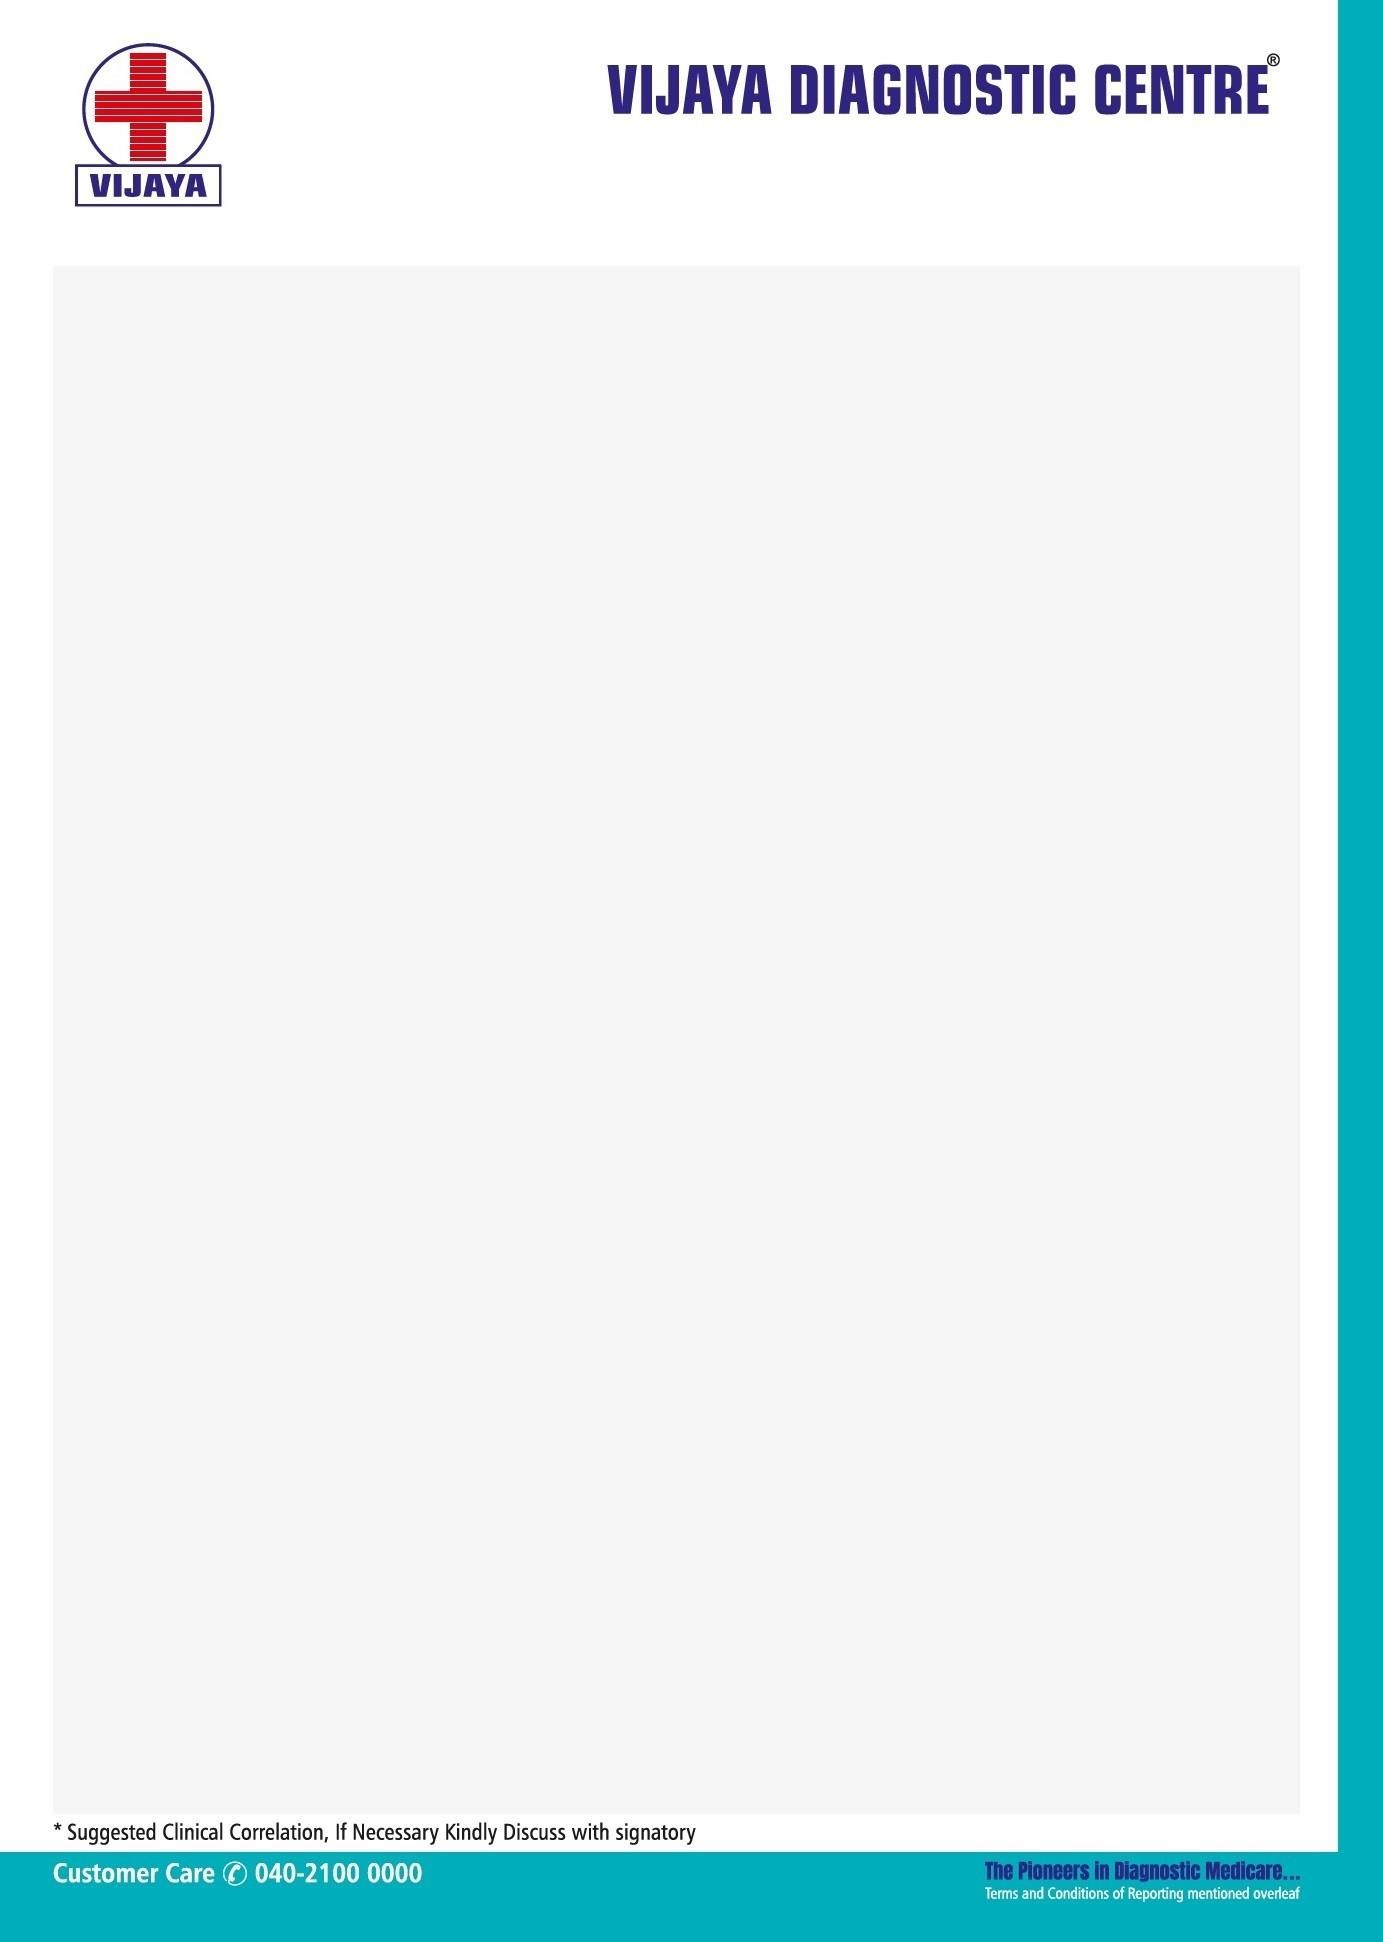 VIJAYA
VIJAYA DIAGNOSTIC CENTRE®
* Suggested Clinical Correlation, If Necessary Kindly Discuss with signatory
Customer Care ✆ 040-2100 0000
The Pioneers in Diagnostic Medicare...
Terms and Conditions of Reporting mentioned overleaf